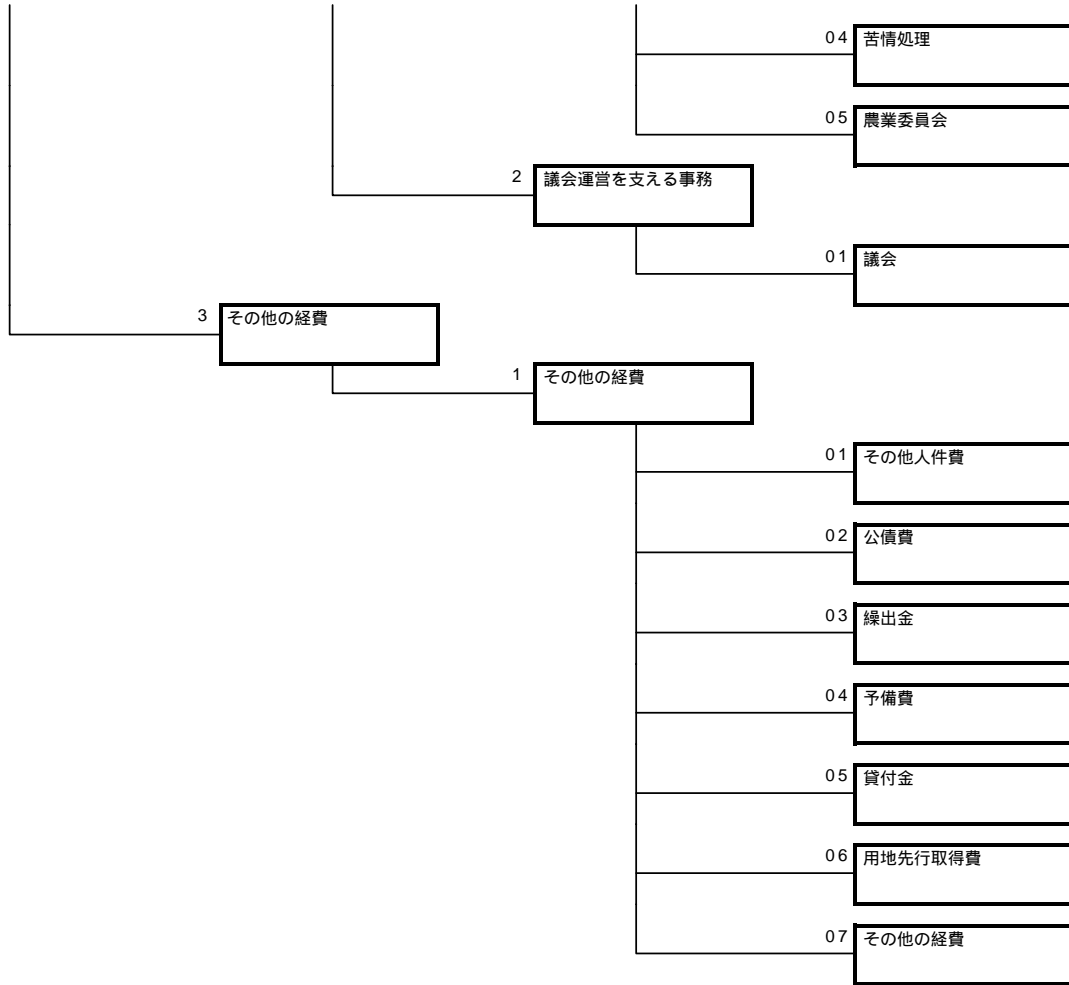 04 苦情処理
05 農業委員会
2 議会運営を支える事務
01 議会
3 その他の経費
1 その他の経費
01 その他人件費
02 公債費
03 繰出金
04 予備費
05 貸付金
06 用地先行取得費
07 その他の経費